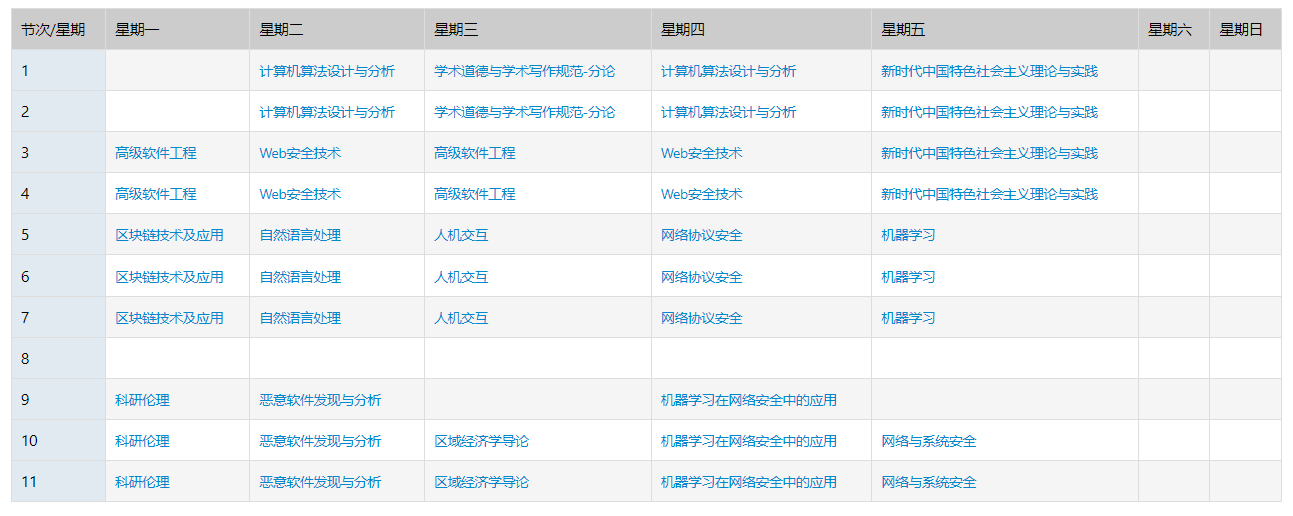 节次/星期 星期一 星期二 星期三 星期四 星期五 星期六 星期日
1 计算机算法设计与分析 学术道德与学术写作规范-分论 计算机算法设计与分析 新时代中国特色社会主义理论与实践
2 计算机算法设计与分析 学术道德与学术写作规范-分论 计算机算法设计与分析 新时代中国特色社会主义理论与实践
3 高级软件工程 Web安全技术 高级软件工程 Web安全技术 新时代中国特色社会主义理论与实践
4 高级软件工程 Web安全技术 高级软件工程 Web安全技术 新时代中国特色社会主义理论与实践
5 区块链技术及应用 自然语言处理 人机交互 网络协议安全 机器学习
6 区块链技术及应用 自然语言处理 人机交互 网络协议安全 机器学习
7 区块链技术及应用 自然语言处理 人机交互 网络协议安全 机器学习
8
9 科研伦理 恶意软件发现与分析 机器学习在网络安全中的应用
10 科研伦理 恶意软件发现与分析 区域经济学导论 机器学习在网络安全中的应用 网络与系统安全
11 科研伦理 恶意软件发现与分析 区域经济学导论 机器学习在网络安全中的应用 网络与系统安全